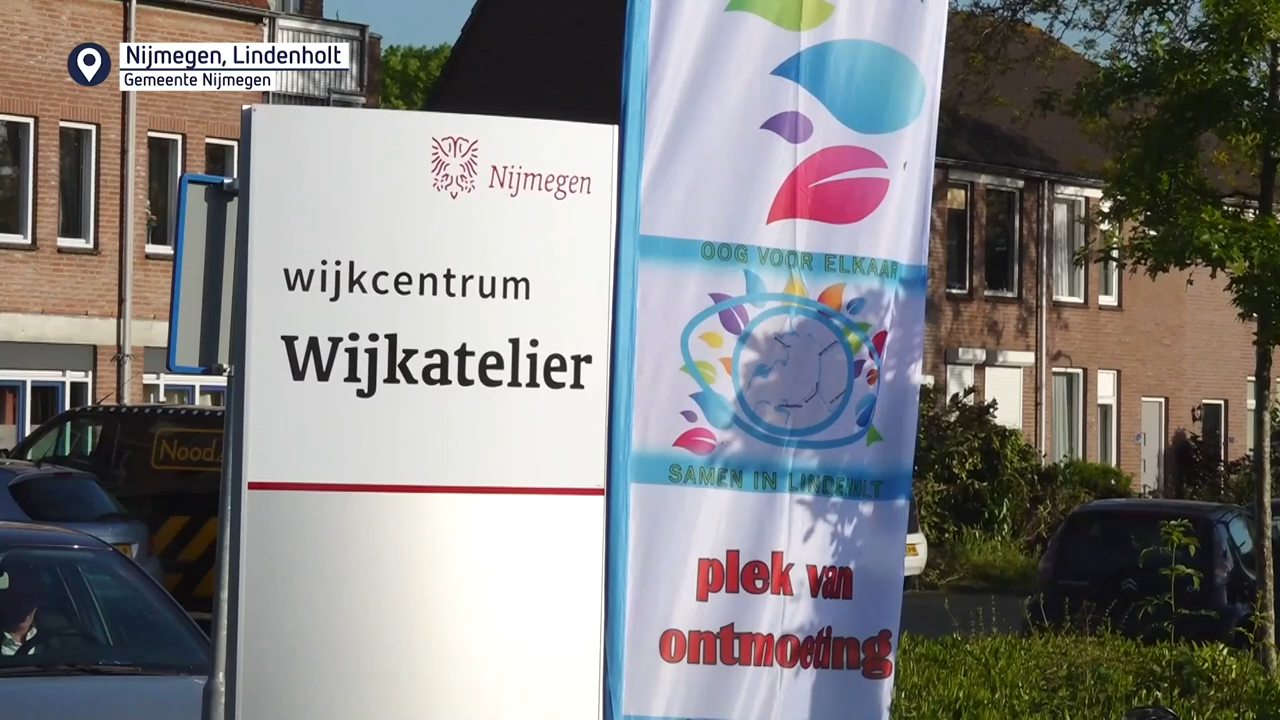 Nijmegen, Lindenholt
Gemeente Nijmegen
Nijmegen
wijkcentrum
Wijkatelier
Nood
OOG VOOR ELKAAR
SAMEN IN LINDENHOLT
plek van
ontmoeting